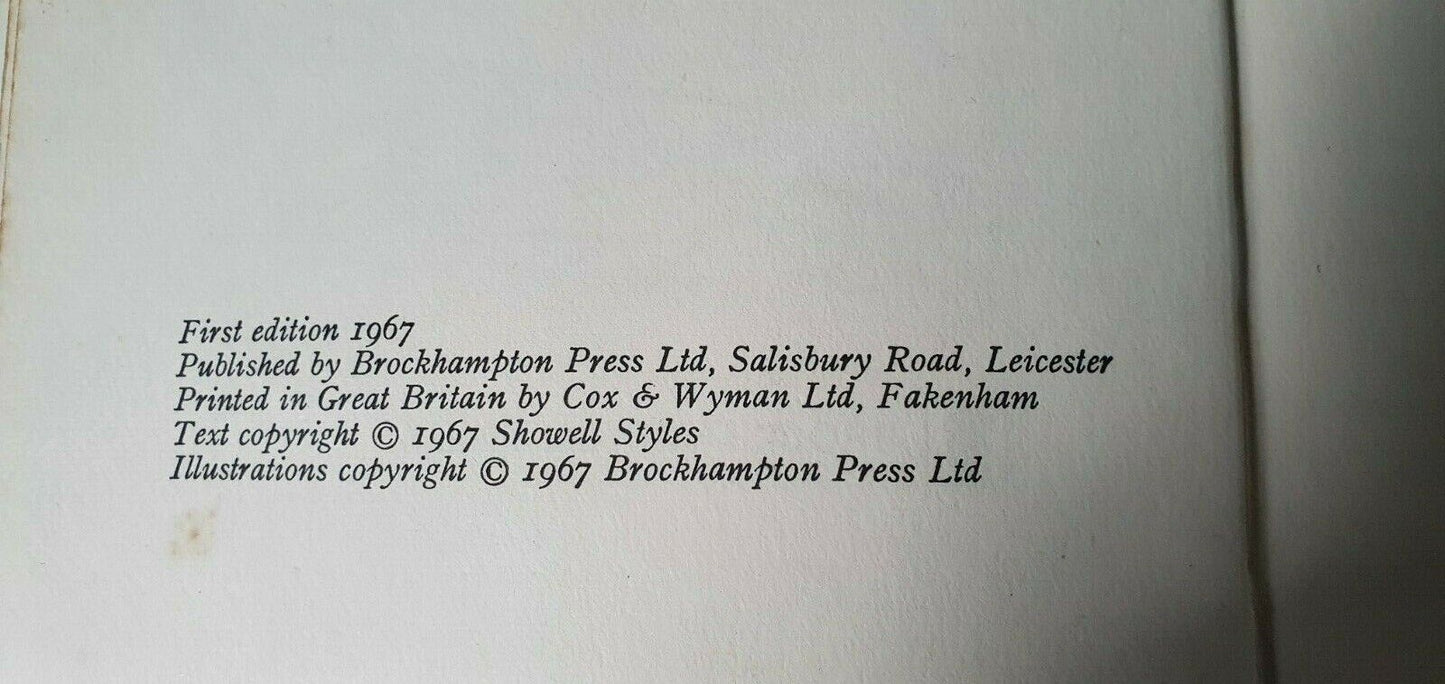 First edition 1967
Published by Brockhampton Press Ltd, Salisbury Road, Leicester
Printed in Great Britain by Cox & Wyman Ltd, Fakenham
Text copyright © 1967 Showell Styles
Illustrations copyright © 1967 Brockhampton Press Ltd